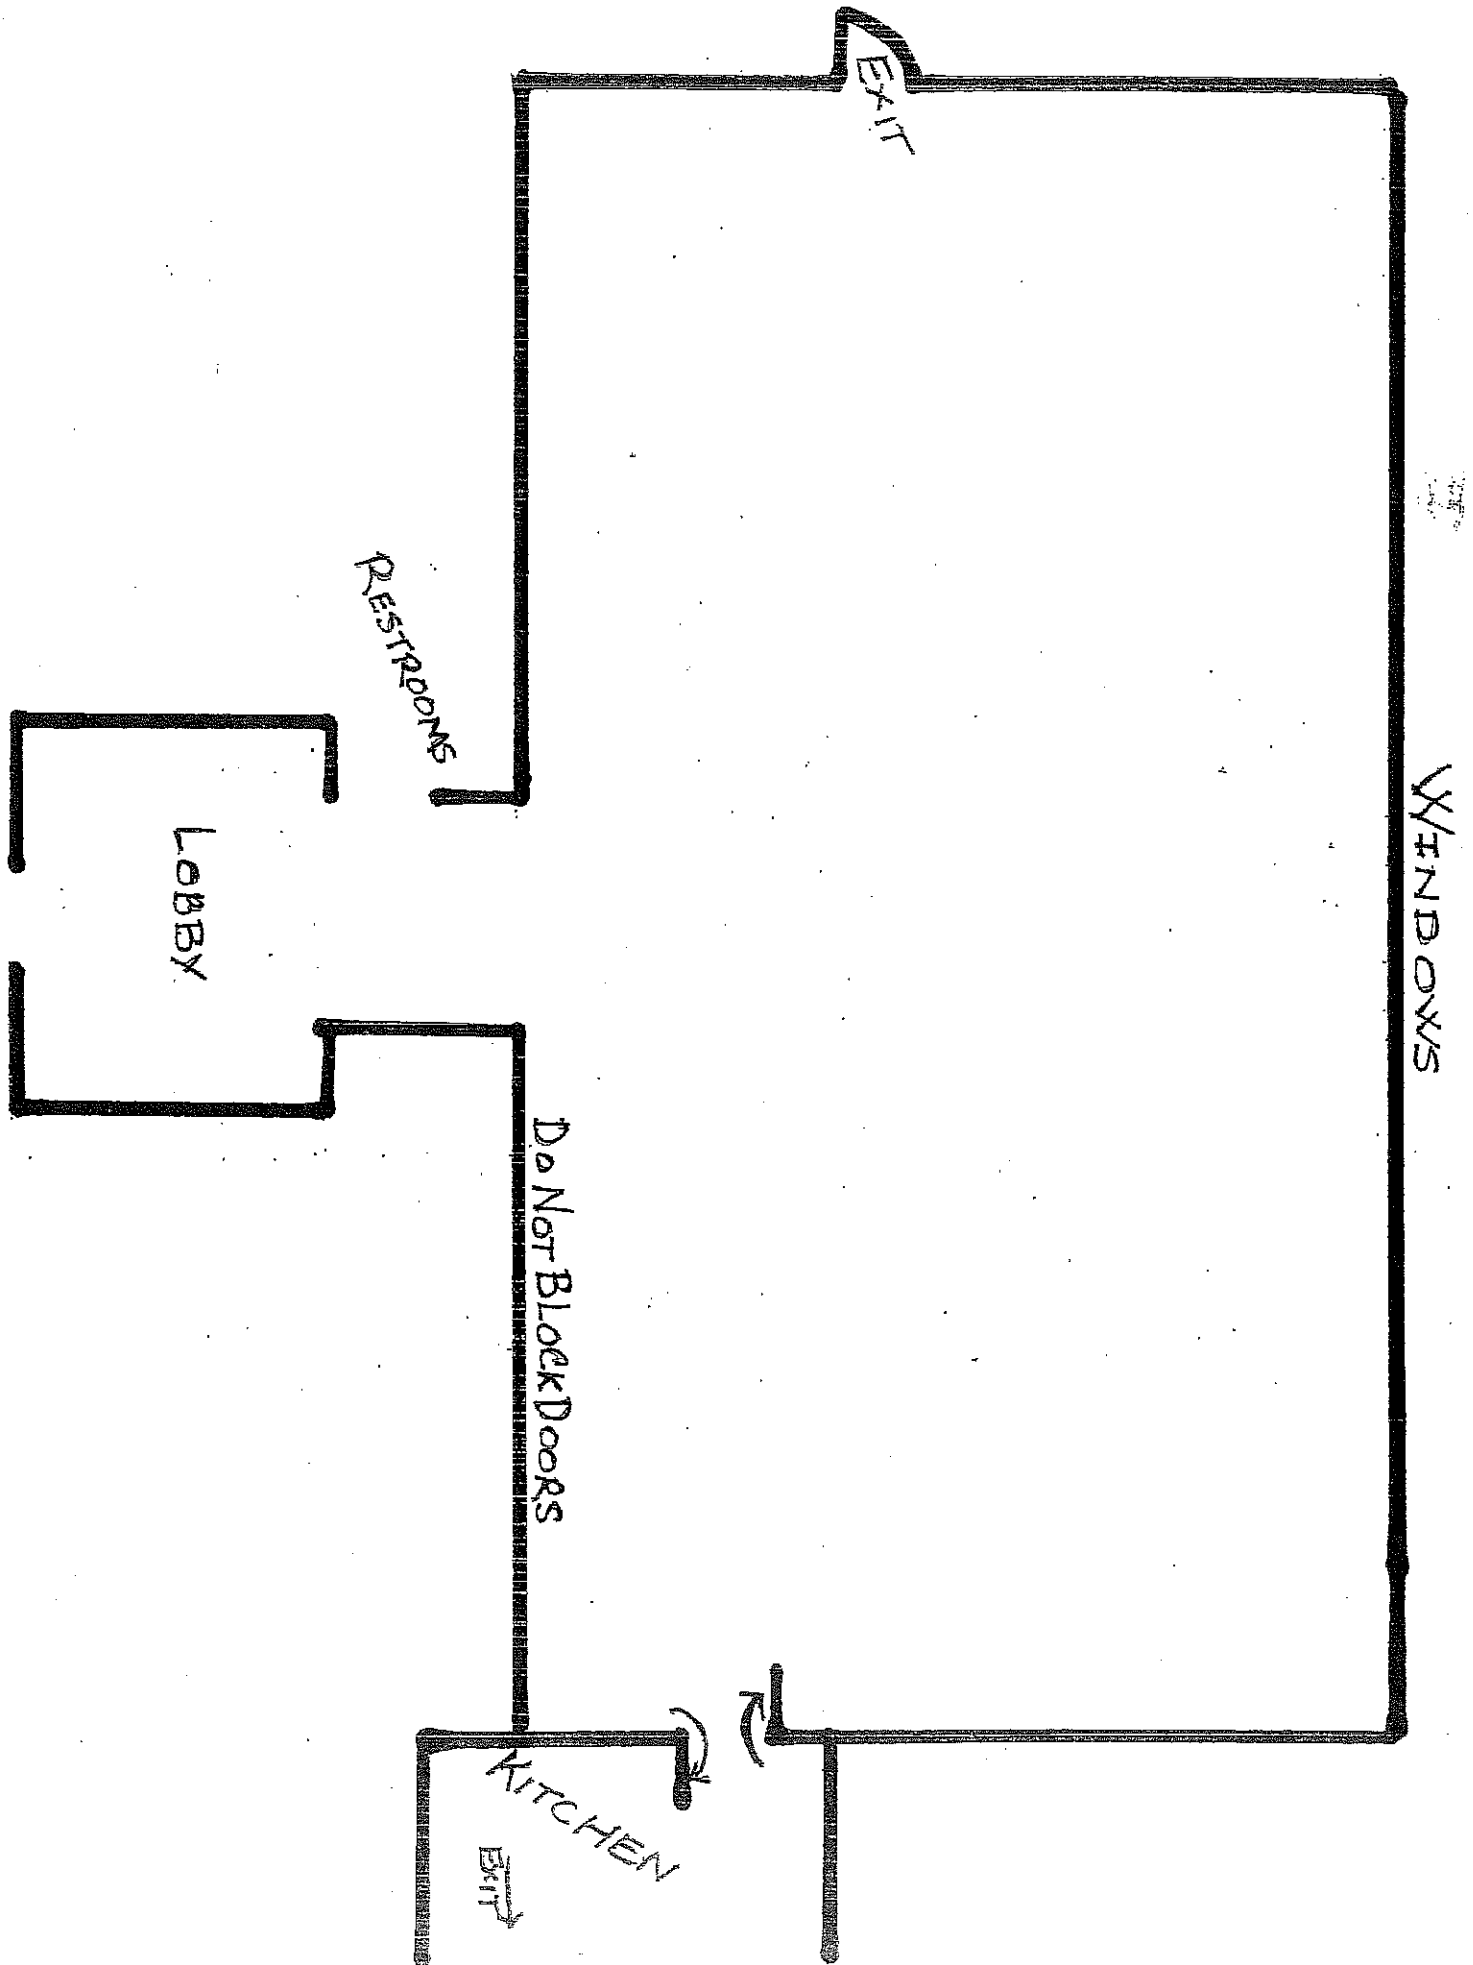 WINDOWS
EXIT
DO NOT BLOCK DOORS
RESTROOMS
KITCHEN
EXIT
LOBBY